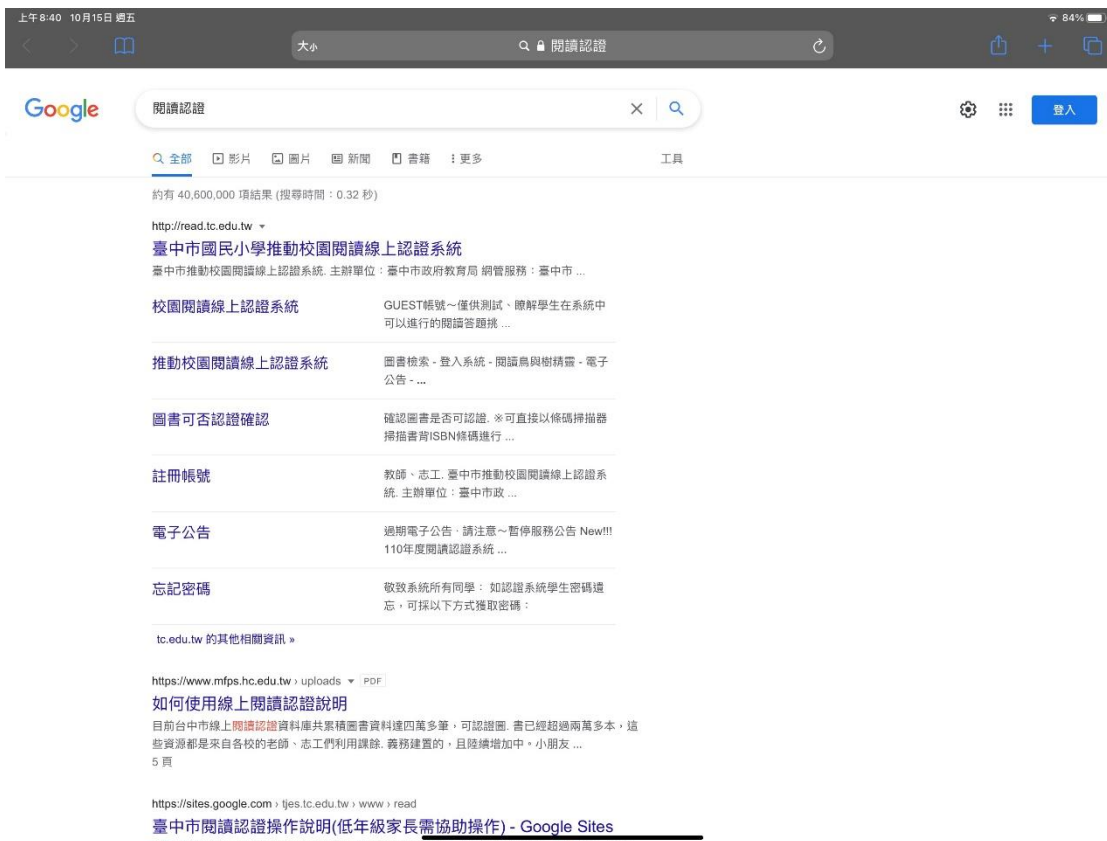 上午8:40 10月15日 週五
84%
大小 閱讀認證
Google 閱讀認證 登入
全部 影片 圖片 新聞 書籍 更多 工具
約有 40,600,000 項結果 (搜尋時間:0.32 秒)
http://read.tc.edu.tw
臺中市國民小學推動校園閱讀線上認證系統
臺中市推動校園閱讀線上認證系統. 主辦單位:臺中市政府教育局 網管服務:臺中市 ...
校園閱讀線上認證系統
GUEST帳號~僅供測試、瞭解學生在系統中
可以進行的閱讀答題挑 ...
推動校園閱讀線上認證系統
圖書檢索 - 登入系統 - 閱讀鳥與樹精靈 - 電子
公告 - ...
圖書可否認證確認
確認圖書是否可認證. ※可直接以條碼掃描器
掃描書背ISBN條碼進行 ...
註冊帳號
教師、志工. 臺中市推動校園閱讀線上認證系
統. 主辦單位:臺中市政 ...
電子公告
過期電子公告 · 請注意~暫停服務公告 New!!!
110年度閱讀認證系統 ...
忘記密碼
敬致系統所有同學: 如認證系統學生密碼遺
忘,可採以下方式獲取密碼:
tc.edu.tw 的其他相關資訊 »
https://www.mfps.hc.edu.tw › uploads PDF
如何使用線上閱讀認證說明
目前台中市線上閱讀認證資料庫共累積圖書資料達四萬多筆,可認證圖. 書已經超過兩萬多本,這
些資源都是來自各校的老師、志工們利用課餘. 義務建置的,且陸續增加中。小朋友 ...
5 頁
https://sites.google.com › tjes.tc.edu.tw › www › read
臺中市閱讀認證操作說明(低年級家長需協助操作) - Google Sites